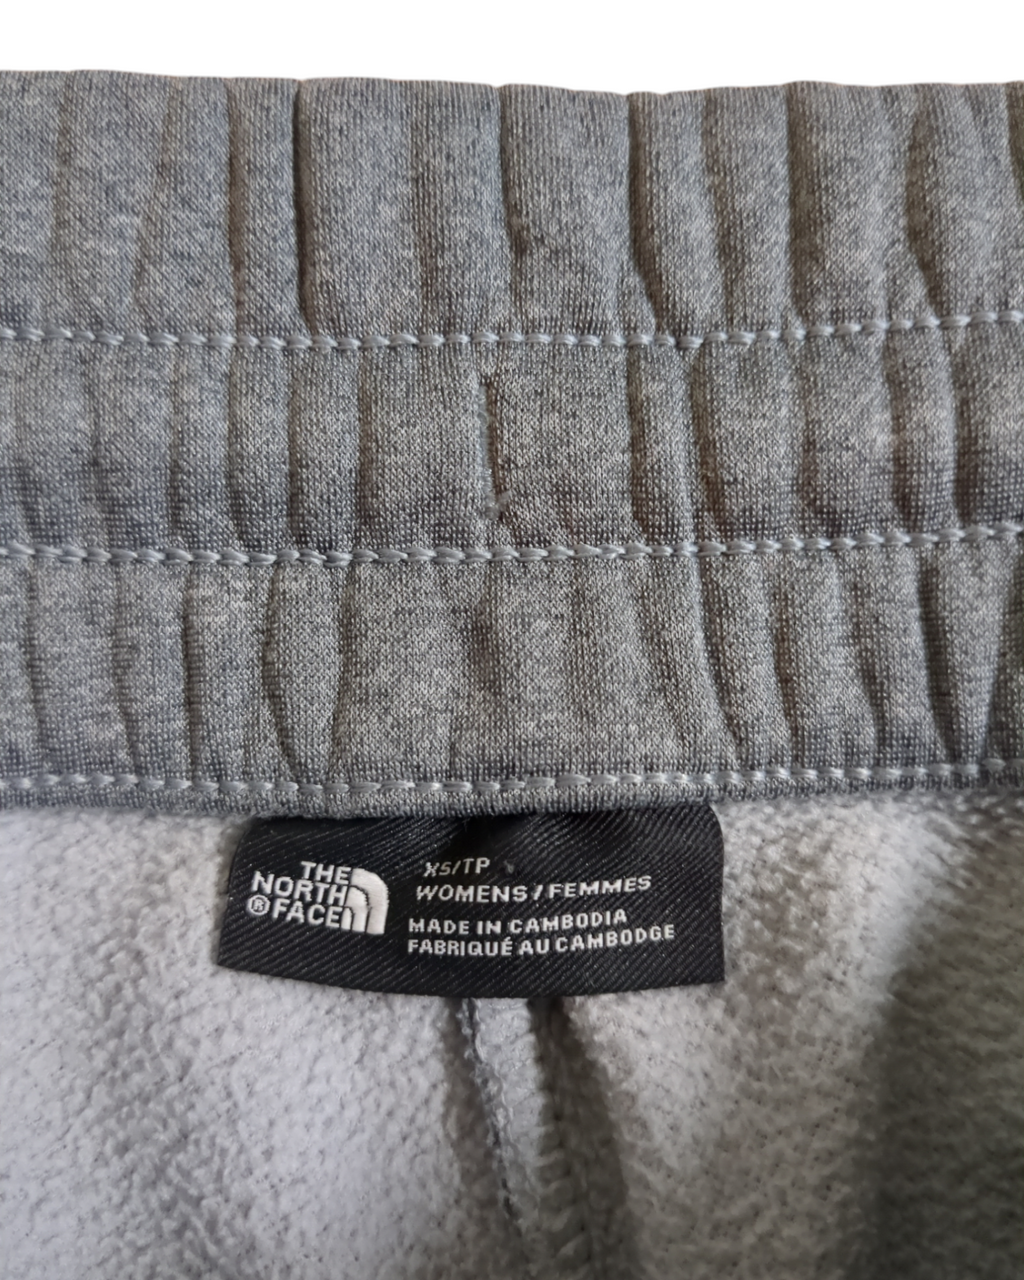 THE
NORTH
®FACE
XS/TP
WOMENS/FEMMES
MADE IN CAMBODIA
FABRIQUÉ AU CAMBODGE